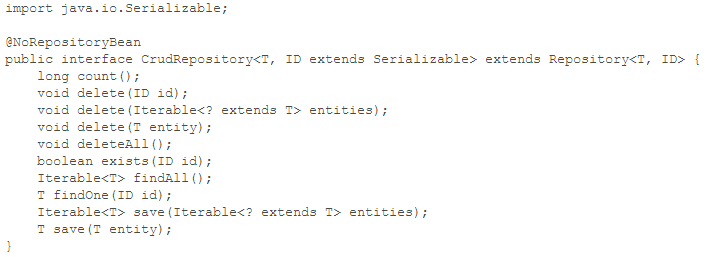 import java.io.Serializable;

@NoRepositoryBean
public interface CrudRepository<T, ID extends Serializable> extends Repository<T, ID> {
    long count();
    void delete(ID id);
    void delete(Iterable<? extends T> entities);
    void delete(T entity);
    void deleteAll();
    boolean exists(ID id);
    Iterable<T> findAll();
    T findOne(ID id);
    Iterable<T> save(Iterable<? extends T> entities);
    T save(T entity);
}